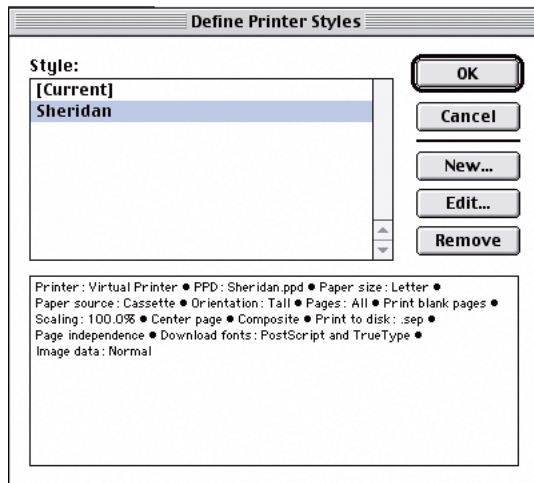 Define Printer Styles
Style:
[Current]
Sheridan
OK
Cancel
New...
Edit...
Remove
Printer : Virtual Printer ● PPD : Sheridan.ppd ● Paper size : Letter ●
Paper source : Cassette ● Orientation : Tall ● Pages : All ● Print blank pages ●
Scaling : 100.0% ● Center page ● Composite ● Print to disk : .sep ●
Page independence ● Download fonts : PostScript and TrueType ●
Image data : Normal